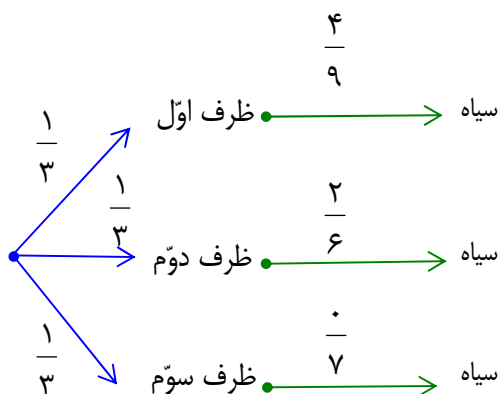 ۴
۹
سیاه
ظرف اوّل
۱
۳
۱
۳
۲
۶
سیاه
ظرف دوّم
۱
۳
۰
۷
سیاه
ظرف سوّم